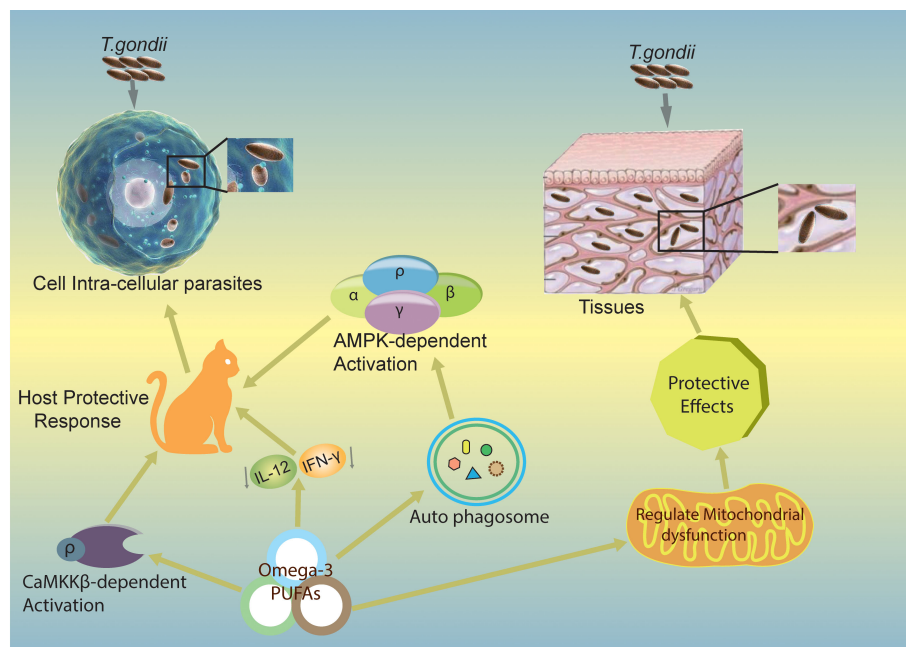 T.gondii
T.gondii
Cell Intra-cellular parasites
Tissues
ρ
α
β
γ
AMPK-dependent
Activation
Host Protective
Response
Protective
Effects
IL-12
IFN-γ
Auto phagosome
Regulate Mitochondrial
dysfunction
ρ
CaMKKβ-dependent
Activation
Omega-3
PUFAs